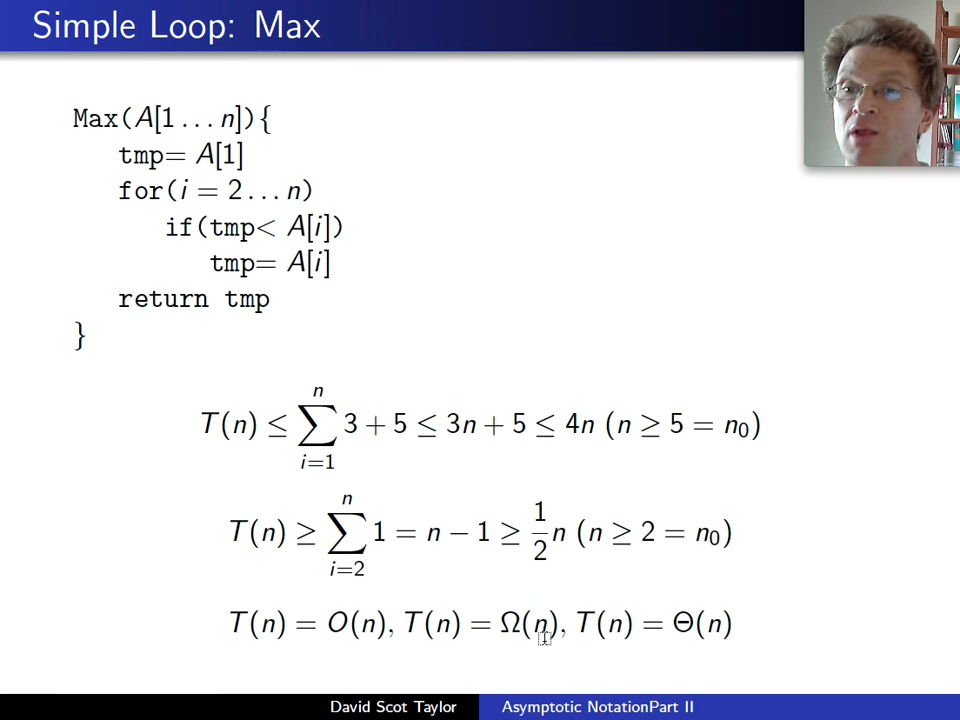 Simple Loop: Max
Max(A[1...n]){
tmp= A[1]
for(i = 2...n)
if(tmp< A[i])
tmp= A[i]
return tmp
}
T(n) ≤ ∑_{i=1}^{n} 3 + 5 ≤ 3n + 5 ≤ 4n (n ≥ 5 = n₀)
T(n) ≥ ∑_{i=2}^{n} 1 = n − 1 ≥ 1/2 n (n ≥ 2 = n₀)
T(n) = O(n), T(n) = Ω(n), T(n) = Θ(n)
David Scot Taylor
Asymptotic NotationPart II